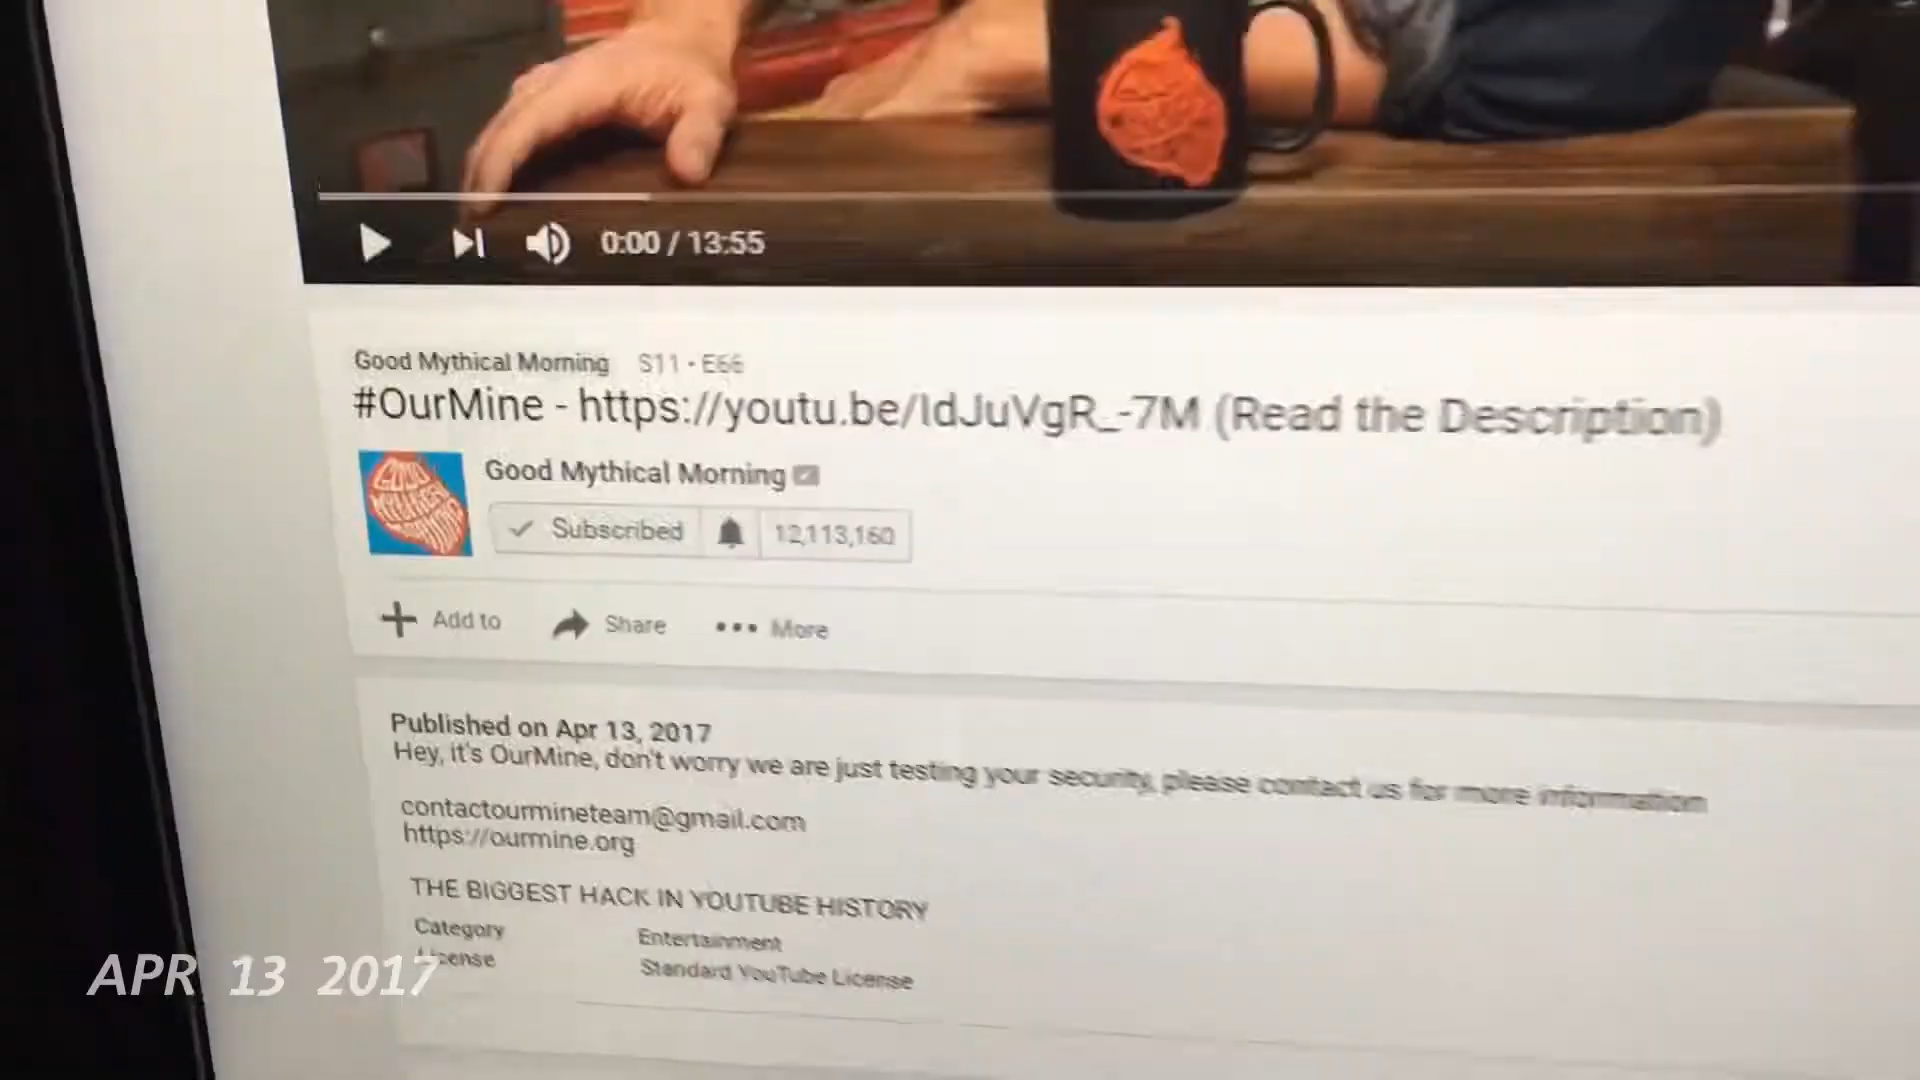 0:00 / 13:55
Good Mythical Morning S11 • E66
#OurMine - https://youtu.be/IdJuVgR_-7M (Read the Description)
GOOD
MYTHICAL
MORNING
Good Mythical Morning
Subscribed 12,113,160
Add to Share More
Published on Apr 13, 2017
Hey, it's OurMine, don't worry we are just testing your security, please contact us for more information
contactourmineteam@gmail.com
https://ourmine.org
THE BIGGEST HACK IN YOUTUBE HISTORY
Category Entertainment
License Standard YouTube License
APR 13 2017